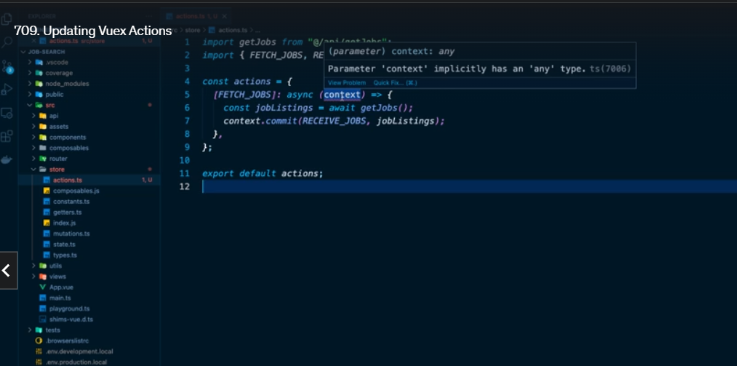 709. Updating Vuex Actions
JOB-SEARCH
.vscode
coverage
node_modules
public
src
api
assets
components
composables
router
store
actions.ts 1, U
composables.js
constants.ts
getters.ts
index.js
mutations.ts
state.ts
types.ts
utils
views
App.vue
main.ts
playground.ts
shims-vue.d.ts
tests
.browserslistrc
.env.development.local
.env.production.local
store
actions.ts
1 import getJobs from "@/api/getJobs";
2 import { FETCH_JOBS, RE
(parameter) context: any
Parameter 'context' implicitly has an 'any' type. ts(7006)
View Problem Quick Fix... (⌘.)
3
4 const actions = {
5 [FETCH_JOBS]: async (context) => {
6 const jobListings = await getJobs();
7 context.commit(RECEIVE_JOBS, jobListings);
8 },
9 };
10
11 export default actions;
12